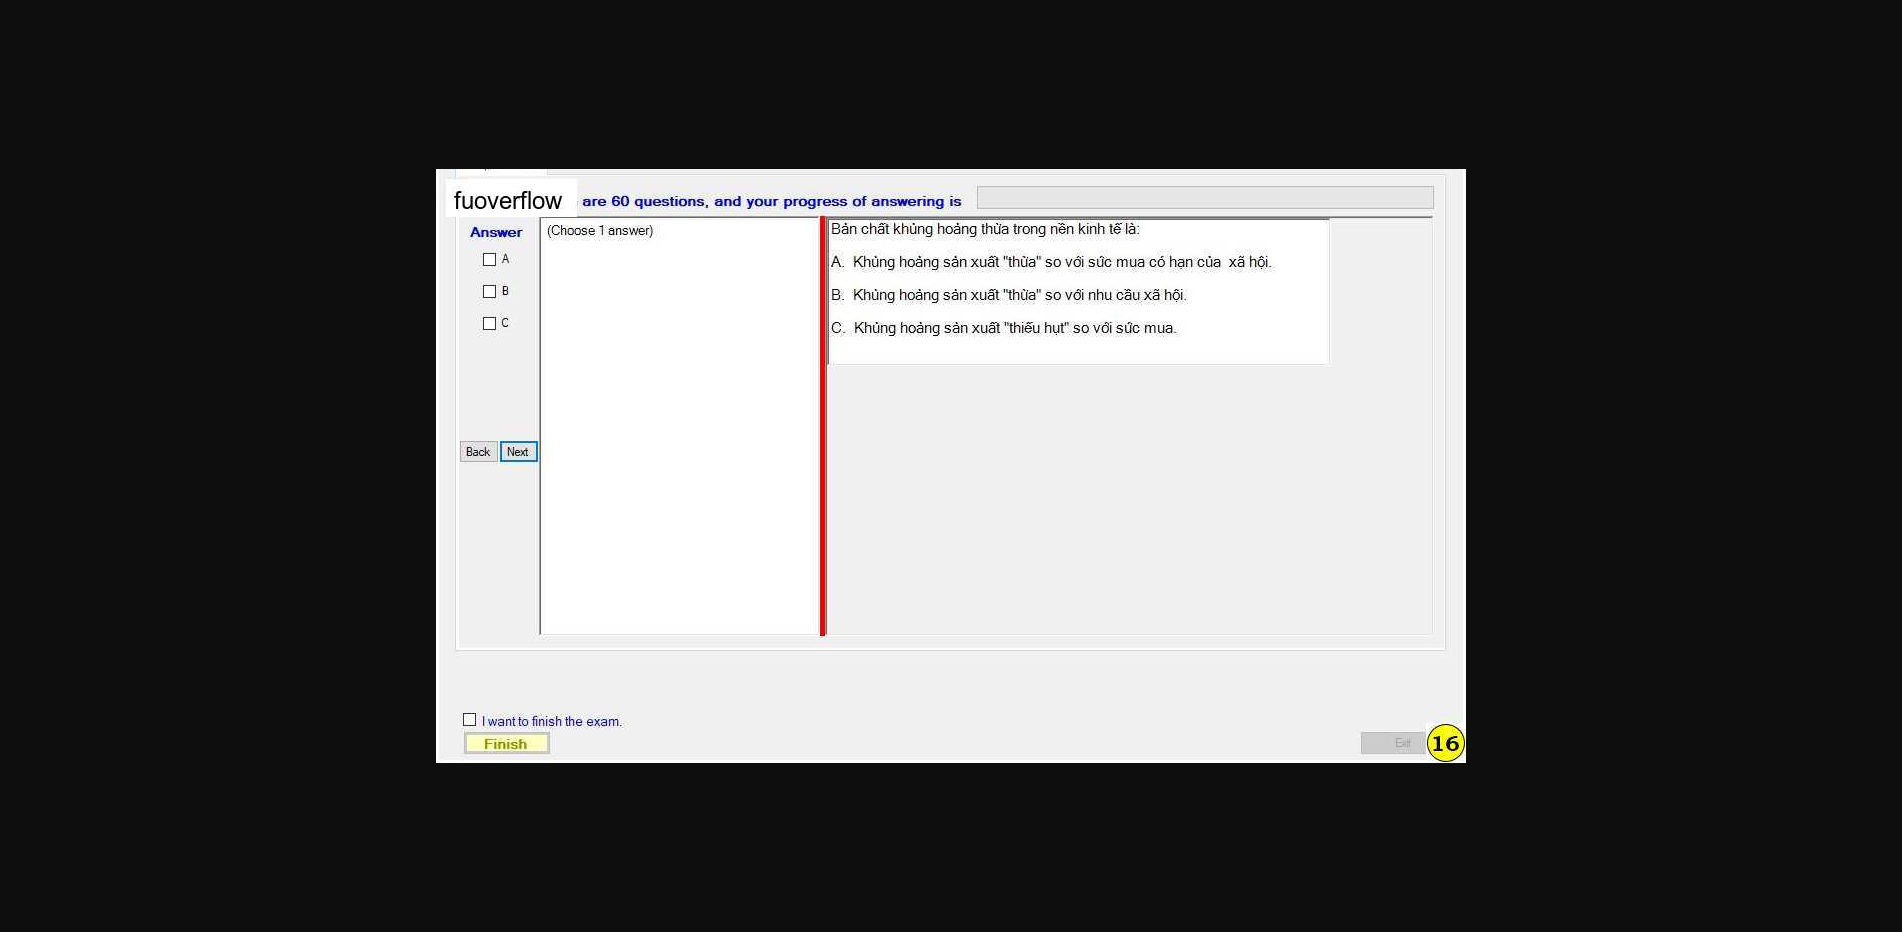 fuoverflow are 60 questions, and your progress of answering is
Answer
(Choose 1 answer)
A
B
C
Back Next
Bản chất khủng hoảng thừa trong nền kinh tế là:
A. Khủng hoảng sản xuất "thừa" so với sức mua có hạn của xã hội.
B. Khủng hoảng sản xuất "thừa" so với nhu cầu xã hội.
C. Khủng hoảng sản xuất "thiếu hụt" so với sức mua.
I want to finish the exam.
Finish
Exit
16